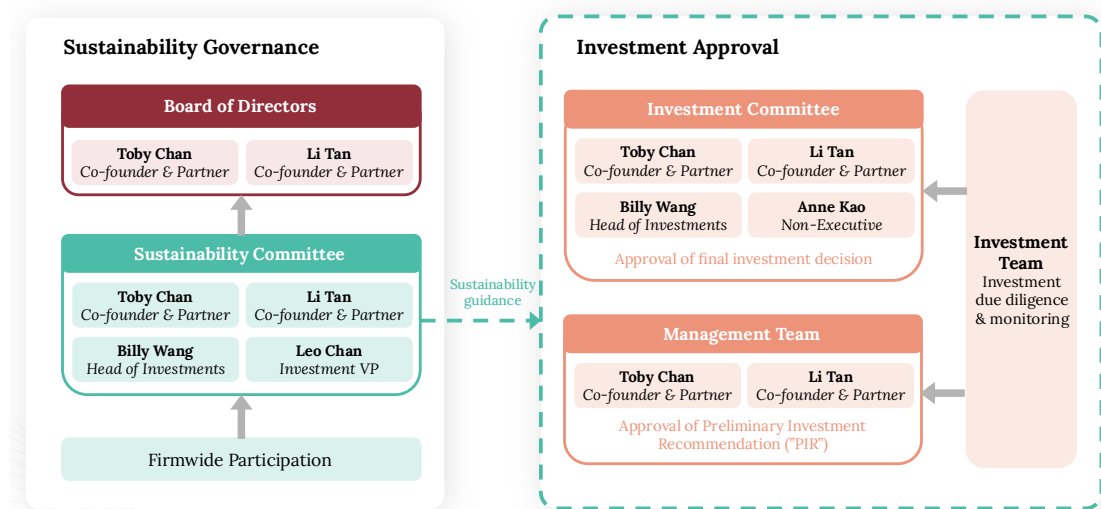 Sustainability Governance
Board of Directors
Toby Chan
Co-founder & Partner
Li Tan
Co-founder & Partner
Sustainability Committee
Toby Chan
Co-founder & Partner
Li Tan
Co-founder & Partner
Billy Wang
Head of Investments
Leo Chan
Investment VP
Firmwide Participation
Sustainability
guidance
Investment Approval
Investment Committee
Toby Chan
Co-founder & Partner
Li Tan
Co-founder & Partner
Billy Wang
Head of Investments
Anne Kao
Non-Executive
Approval of final investment decision
Management Team
Toby Chan
Co-founder & Partner
Li Tan
Co-founder & Partner
Approval of Preliminary Investment
Recommendation ("PIR")
Investment
Team
Investment
due diligence
& monitoring